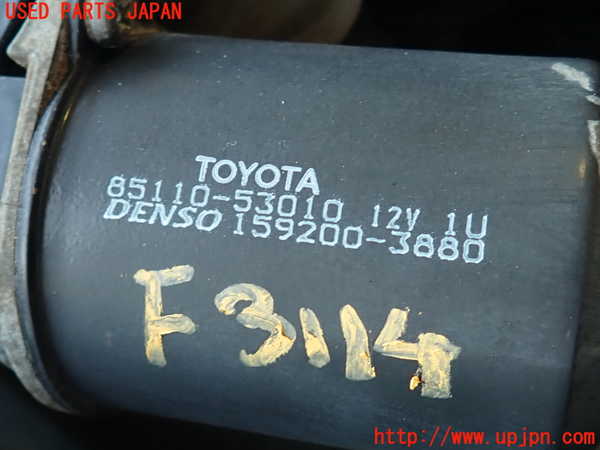 USED PARTS JAPAN
TOYOTA
85110-53010 12V 1U
DENSO 159200-3880
F3114
http://www.upjpn.com/